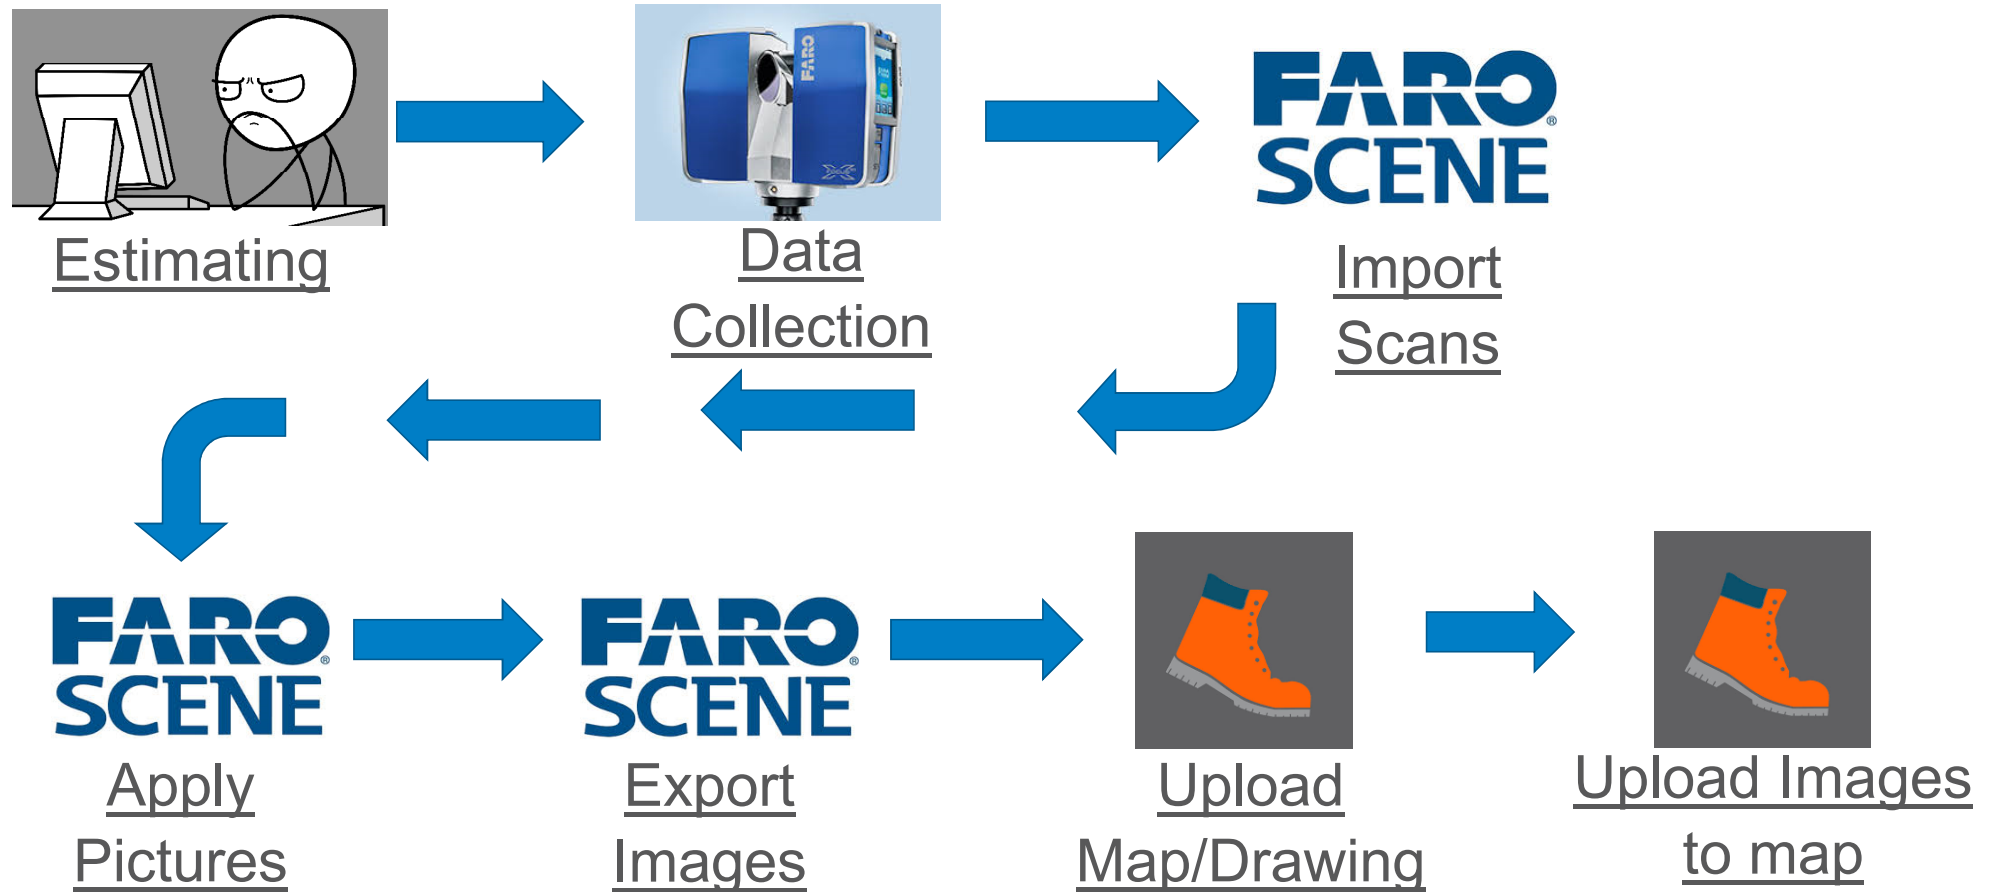 FARO
FARO®
SCENE
Estimating
Data
Collection
Import
Scans
FARO®
SCENE
FARO®
SCENE
Apply
Pictures
Export
Images
Upload
Map/Drawing
Upload Images
to map